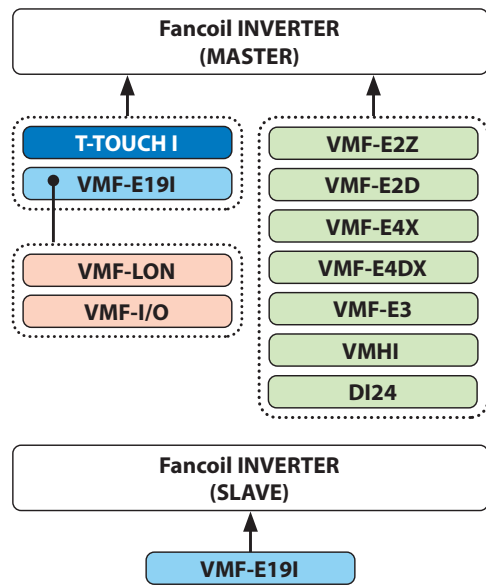 Fancoil INVERTER
(MASTER)
T-TOUCH I
VMF-E19I
VMF-LON
VMF-I/O
VMF-E2Z
VMF-E2D
VMF-E4X
VMF-E4DX
VMF-E3
VMHI
DI24
Fancoil INVERTER
(SLAVE)
VMF-E19I